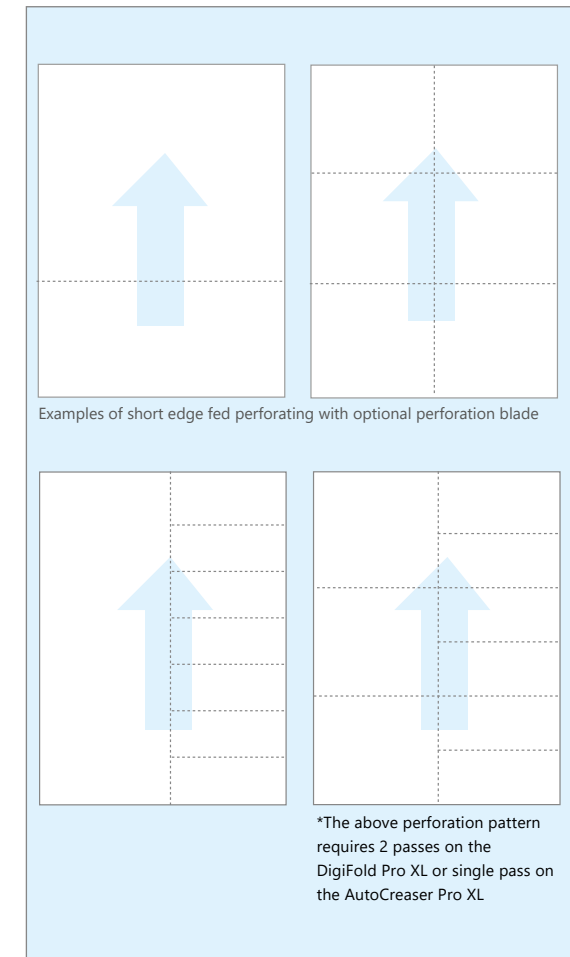 Examples of short edge fed perforating with optional perforation blade
*The above perforation pattern
requires 2 passes on the
DigiFold Pro XL or single pass on
the AutoCreaser Pro XL